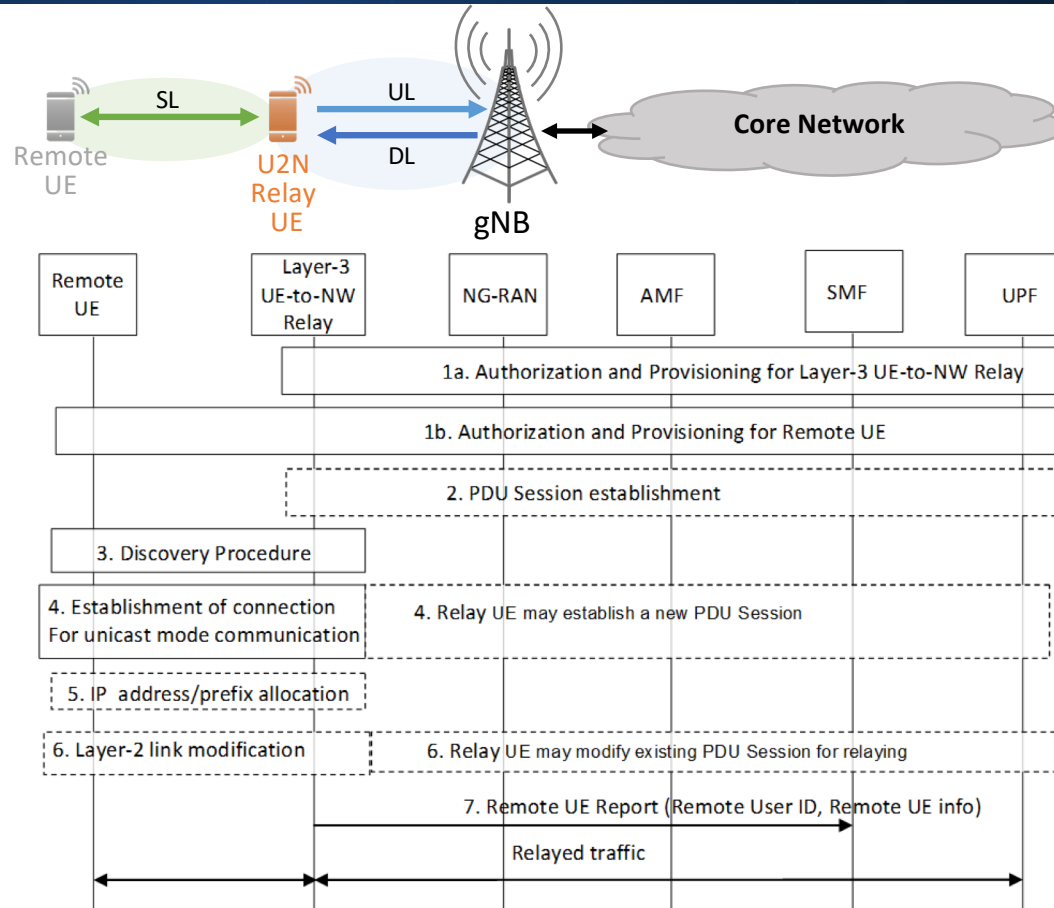 SL
UL
DL
Remote
UE
U2N
Relay
UE
gNB
Core Network
Remote
UE
Layer-3
UE-to-NW
Relay
NG-RAN
AMF
SMF
UPF
1a. Authorization and Provisioning for Layer-3 UE-to-NW Relay
1b. Authorization and Provisioning for Remote UE
2. PDU Session establishment
3. Discovery Procedure
4. Establishment of connection
For unicast mode communication
4. Relay UE may establish a new PDU Session
5. IP address/prefix allocation
6. Layer-2 link modification
6. Relay UE may modify existing PDU Session for relaying
7. Remote UE Report (Remote User ID, Remote UE info)
Relayed traffic